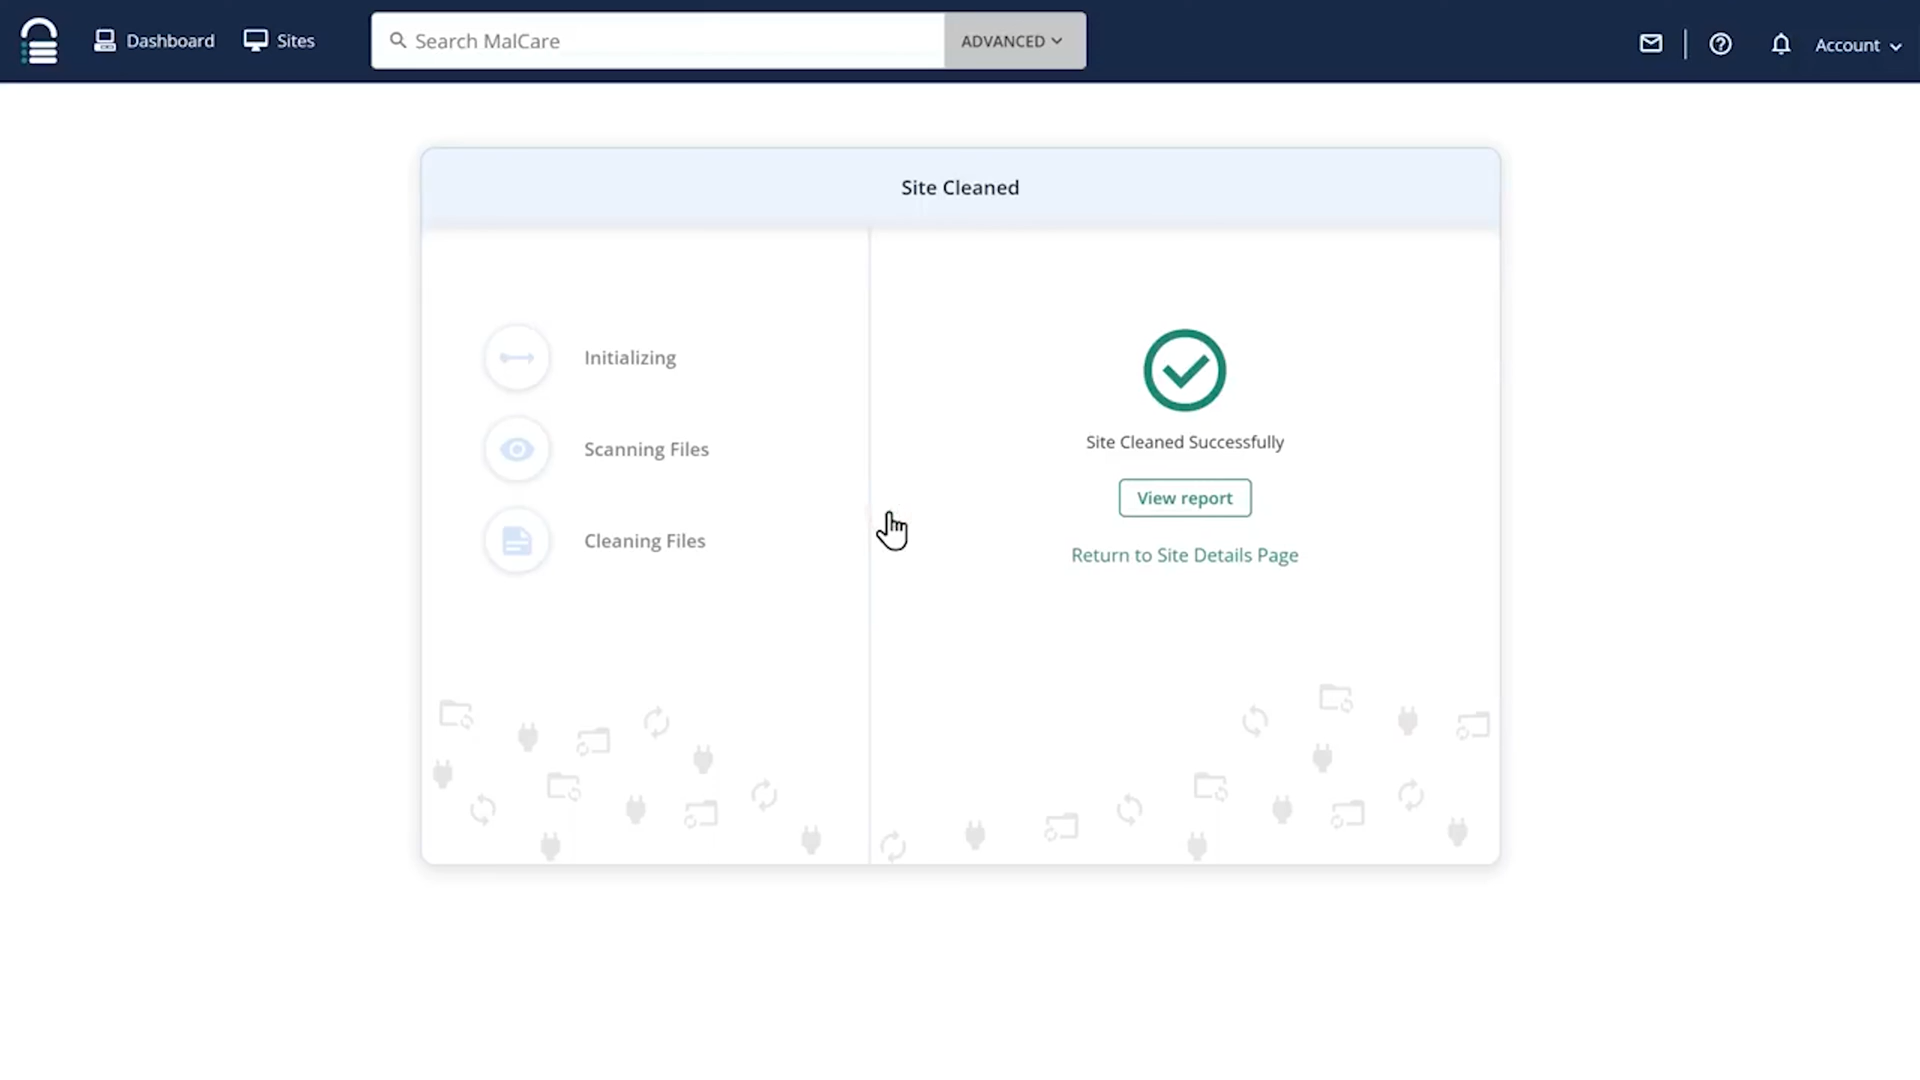 Dashboard
Sites
Search MalCare
ADVANCED
Account
Site Cleaned
Initializing
Scanning Files
Cleaning Files
Site Cleaned Successfully
View report
Return to Site Details Page